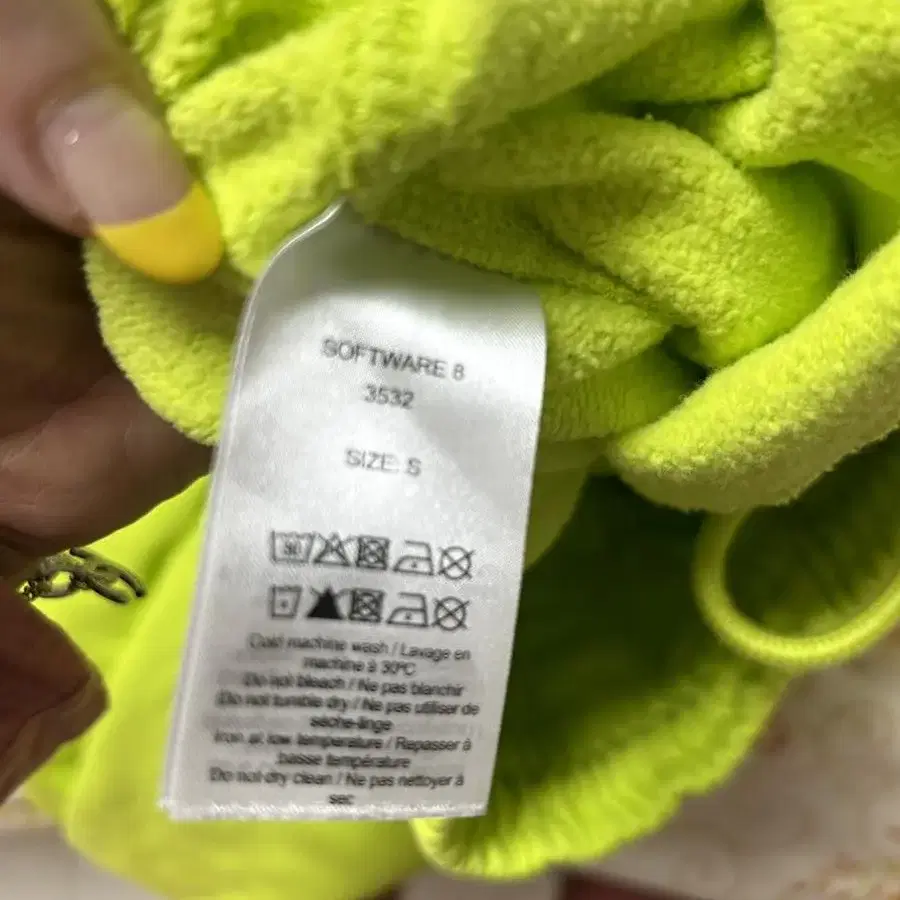 SOFTWARE 8
3532
SIZE: S
30
Cold machine wash / Lavage en
machine à 30ºC
Do not bleach / Ne pas blanchir
Do not tumble dry / Ne pas utiliser de
sèche-linge
Iron at low temperature / Repasser à
basse température
Do not dry clean / Ne pas nettoyer à
sec